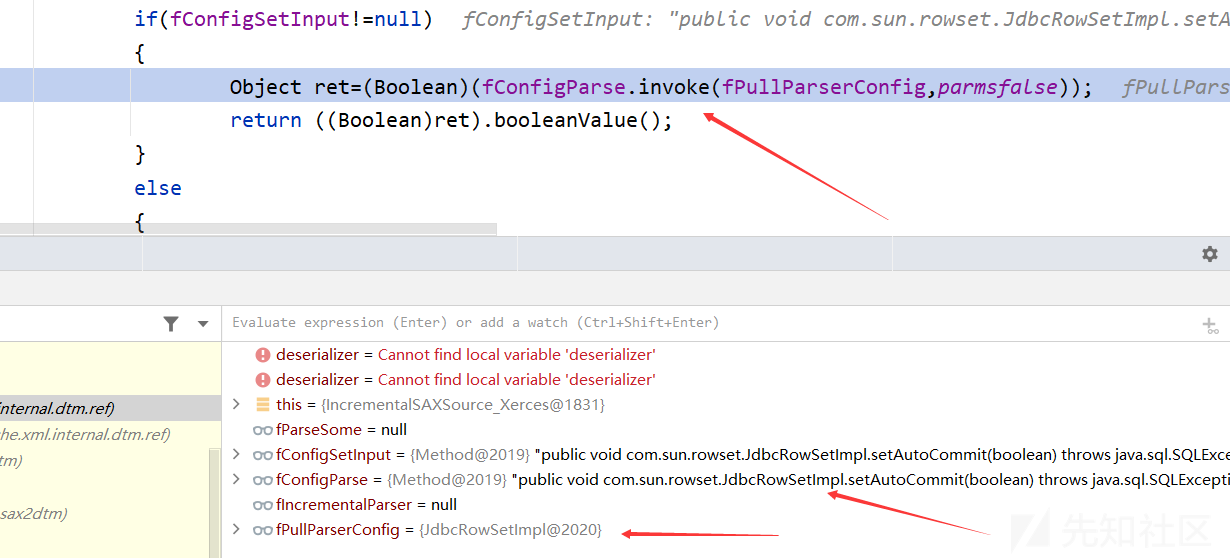 if(fConfigSetInput!=null) fConfigSetInput: "public void com.sun.rowset.JdbcRowSetImpl.setA
{
Object ret=(Boolean)(fConfigParse.invoke(fPullParserConfig,parmsfalse)); fPullPars
return ((Boolean)ret).booleanValue();
}
else
{
Evaluate expression (Enter) or add a watch (Ctrl+Shift+Enter)
deserializer = Cannot find local variable 'deserializer'
deserializer = Cannot find local variable 'deserializer'
nternal.dtm.ref)
this = {IncrementalSAXSource_Xerces@1831}
he.xml.internal.dtm.ref)
fParseSome = null
tm)
fConfigSetInput = {Method@2019} "public void com.sun.rowset.JdbcRowSetImpl.setAutoCommit(boolean) throws java.sql.SQLExce
fConfigParse = {Method@2019} "public void com.sun.rowset.JdbcRowSetImpl.setAutoCommit(boolean) throws java.sql.SQLExcepti
sax2dtm)
fIncrementalParser = null
fPullParserConfig = {JdbcRowSetImpl@2020}
先知社区